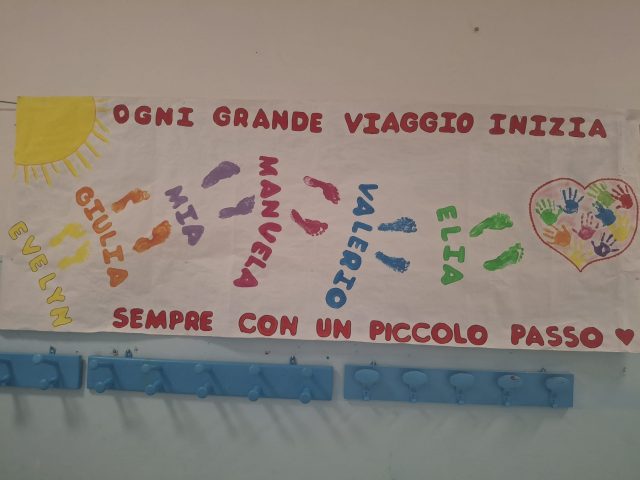 OGNI GRANDE VIAGGIO INIZIA
EVELYN
GIULIA
MIA
MANUELA
VALERIO
ELIA
SEMPRE CON UN PICCOLO PASSO ♥